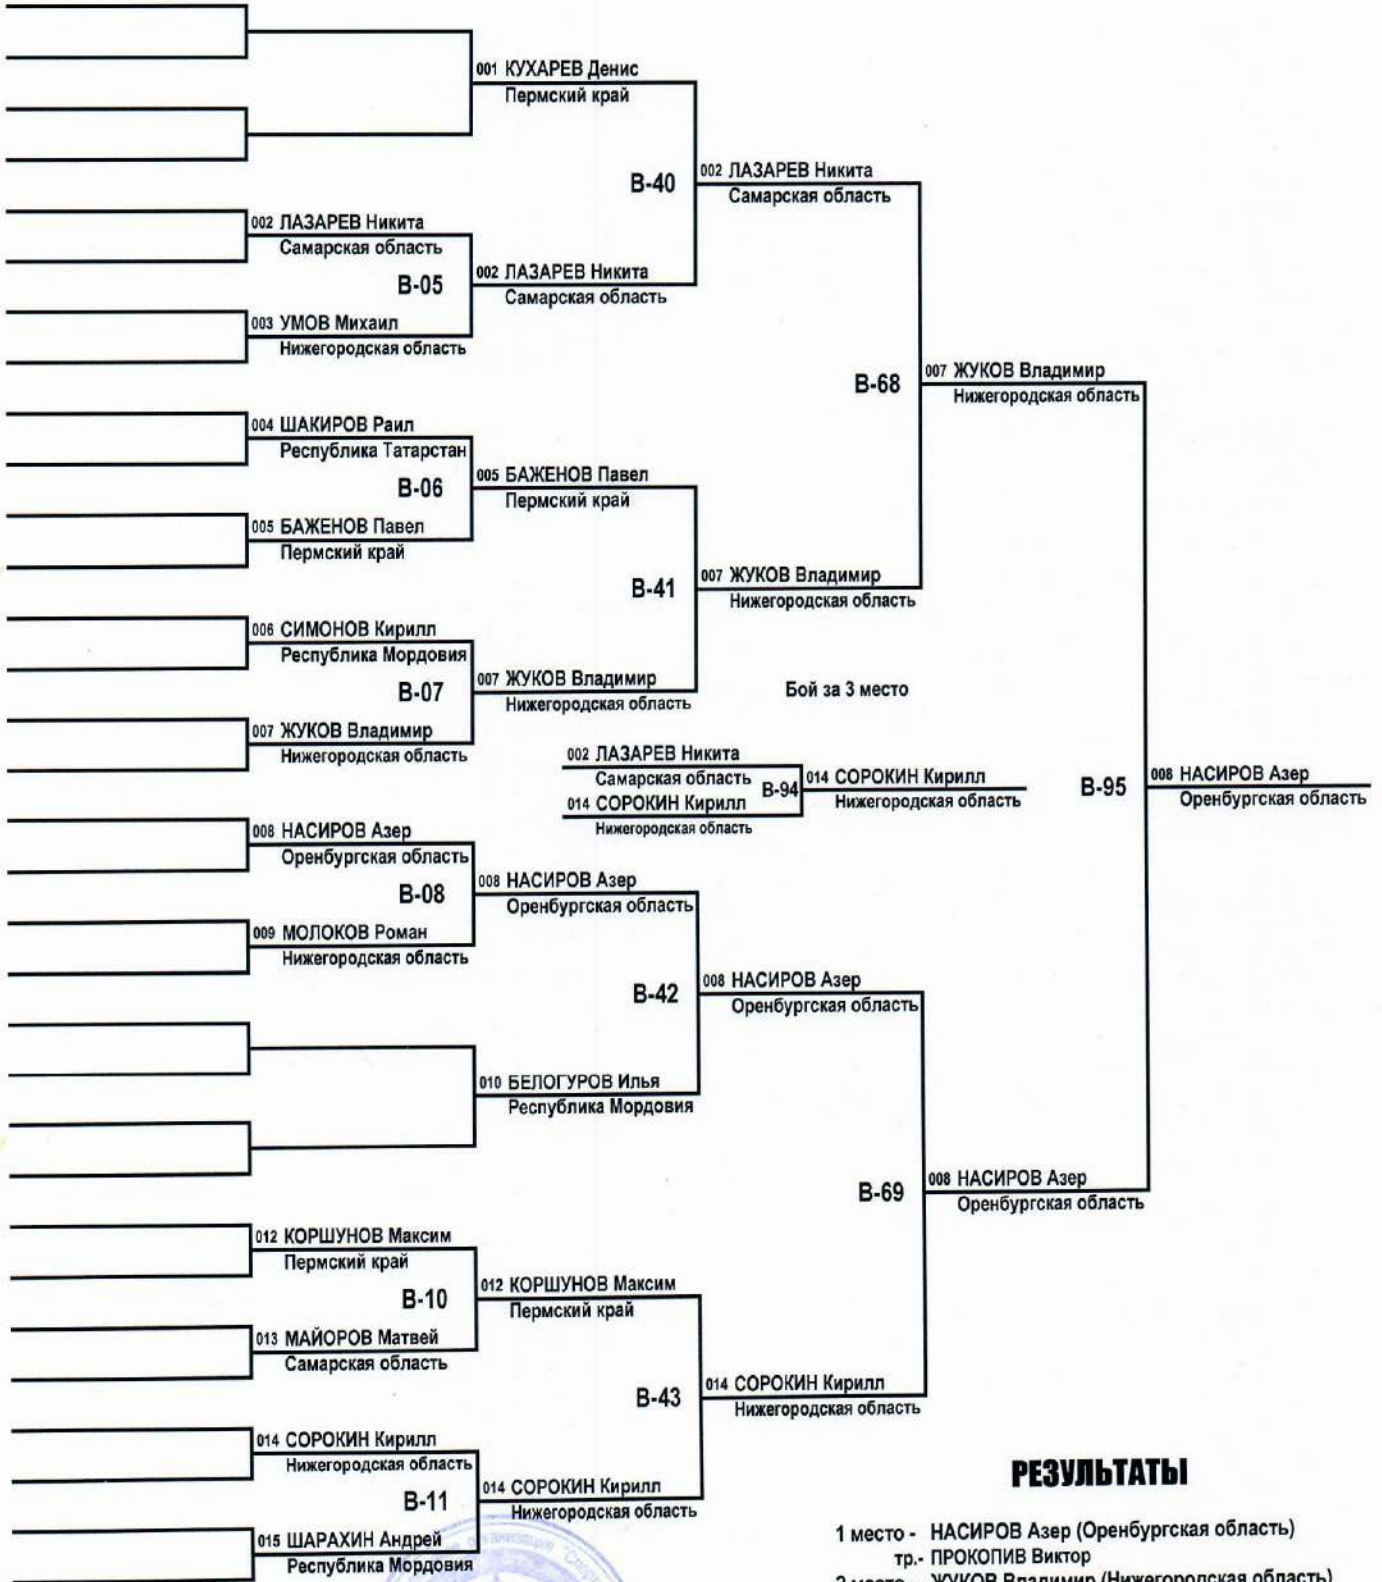 001 КУХАРЕВ Денис
Пермский край
B-40
002 ЛАЗАРЕВ Никита
Самарская область
002 ЛАЗАРЕВ Никита
Самарская область
B-05
002 ЛАЗАРЕВ Никита
Самарская область
003 УМОВ Михаил
Нижегородская область
B-68
007 ЖУКОВ Владимир
Нижегородская область
004 ШАКИРОВ Раил
Республика Татарстан
B-06
005 БАЖЕНОВ Павел
Пермский край
005 БАЖЕНОВ Павел
Пермский край
B-41
007 ЖУКОВ Владимир
Нижегородская область
006 СИМОНОВ Кирилл
Республика Мордовия
B-07
007 ЖУКОВ Владимир
Нижегородская область
Бой за 3 место
007 ЖУКОВ Владимир
Нижегородская область
002 ЛАЗАРЕВ Никита
Самарская область
B-94
014 СОРОКИН Кирилл
Нижегородская область
014 СОРОКИН Кирилл
Нижегородская область
B-95
008 НАСИРОВ Азер
Оренбургская область
008 НАСИРОВ Азер
Оренбургская область
B-08
008 НАСИРОВ Азер
Оренбургская область
009 МОЛОКОВ Роман
Нижегородская область
B-42
008 НАСИРОВ Азер
Оренбургская область
010 БЕЛОГУРОВ Илья
Республика Мордовия
B-69
008 НАСИРОВ Азер
Оренбургская область
012 КОРШУНОВ Максим
Пермский край
B-10
012 КОРШУНОВ Максим
Пермский край
013 МАЙОРОВ Матвей
Самарская область
B-43
014 СОРОКИН Кирилл
Нижегородская область
014 СОРОКИН Кирилл
Нижегородская область
B-11
014 СОРОКИН Кирилл
Нижегородская область
015 ШАРАХИН Андрей
Республика Мордовия
РЕЗУЛЬТАТЫ
1 место - НАСИРОВ Азер (Оренбургская область)
тр.- ПРОКОПИВ Виктор
2 место - ЖУКОВ Владимир (Нижегородская область)